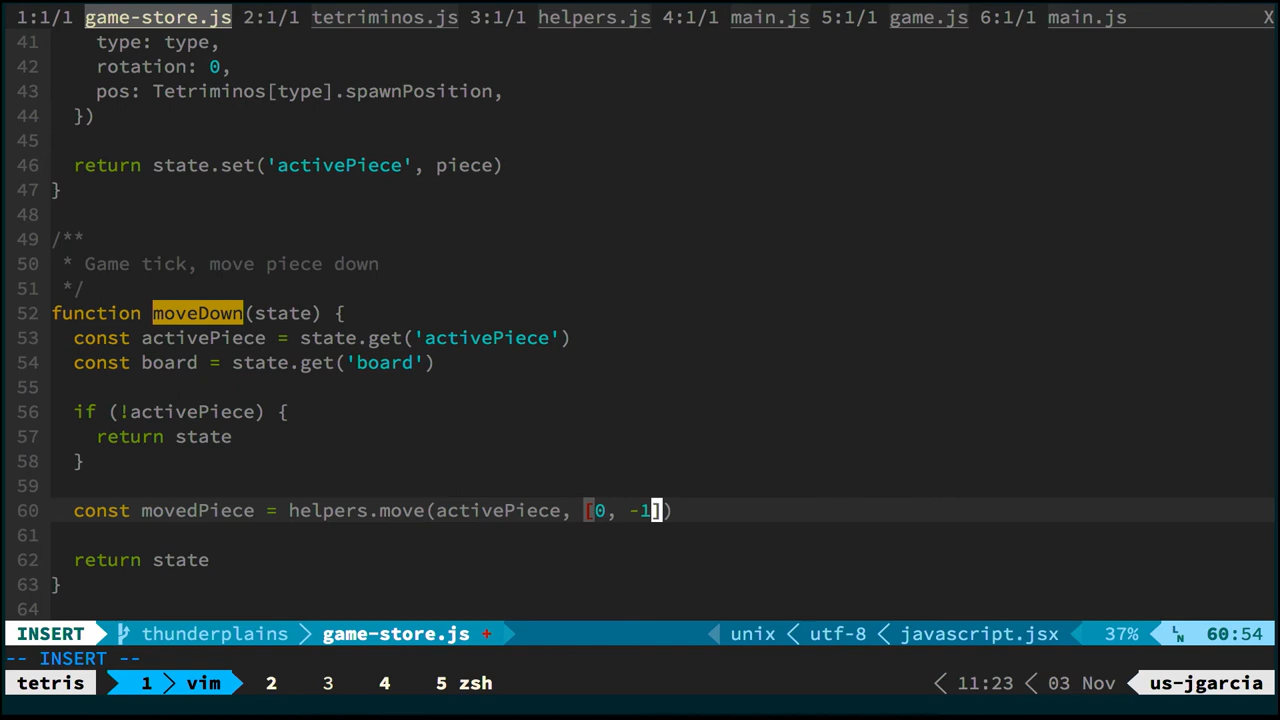 1:1/1 game-store.js 2:1/1 tetriminos.js 3:1/1 helpers.js 4:1/1 main.js 5:1/1 game.js 6:1/1 main.js X
41     type: type,
42     rotation: 0,
43     pos: Tetriminos[type].spawnPosition,
44   })
45
46   return state.set('activePiece', piece)
47 }
48
49 /**
50  * Game tick, move piece down
51  */
52 function moveDown(state) {
53   const activePiece = state.get('activePiece')
54   const board = state.get('board')
55
56   if (!activePiece) {
57     return state
58   }
59
60   const movedPiece = helpers.move(activePiece, [0, -1])
61
62   return state
63 }
64
INSERT thunderplains game-store.js + unix utf-8 javascript.jsx 37% LN 60:54
-- INSERT --
tetris 1 vim 2 3 4 5 zsh 11:23 03 Nov us-jgarcia